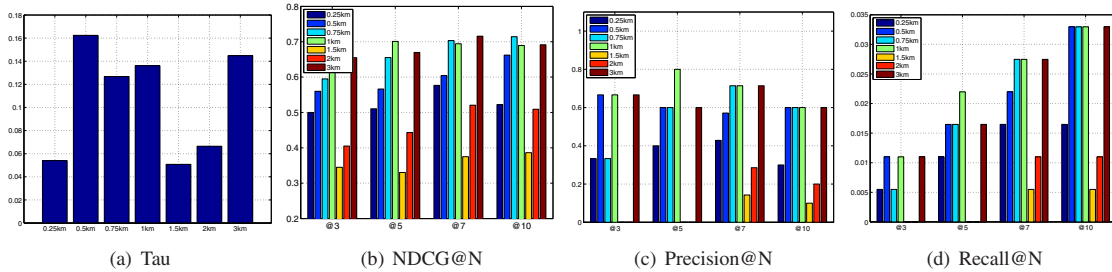 0.18
0.16
0.14
0.12
0.1
0.08
0.06
0.04
0.02
0
0.25km 0.5km 0.75km 1km 1.5km 2km 3km
(a) Tau
0.8
0.7
0.6
0.5
0.4
0.3
0.2
0.25km
0.5km
0.75km
1km
1.5km
2km
3km
@3 @5 @7 @10
(b) NDCG@N
1
0.8
0.6
0.4
0.2
0
0.25km
0.5km
0.75km
1km
1.5km
2km
3km
@3 @5 @7 @10
(c) Precision@N
0.035
0.03
0.025
0.02
0.015
0.01
0.005
0
0.25km
0.5km
0.75km
1km
1.5km
2km
3km
@3 @5 @7 @10
(d) Recall@N